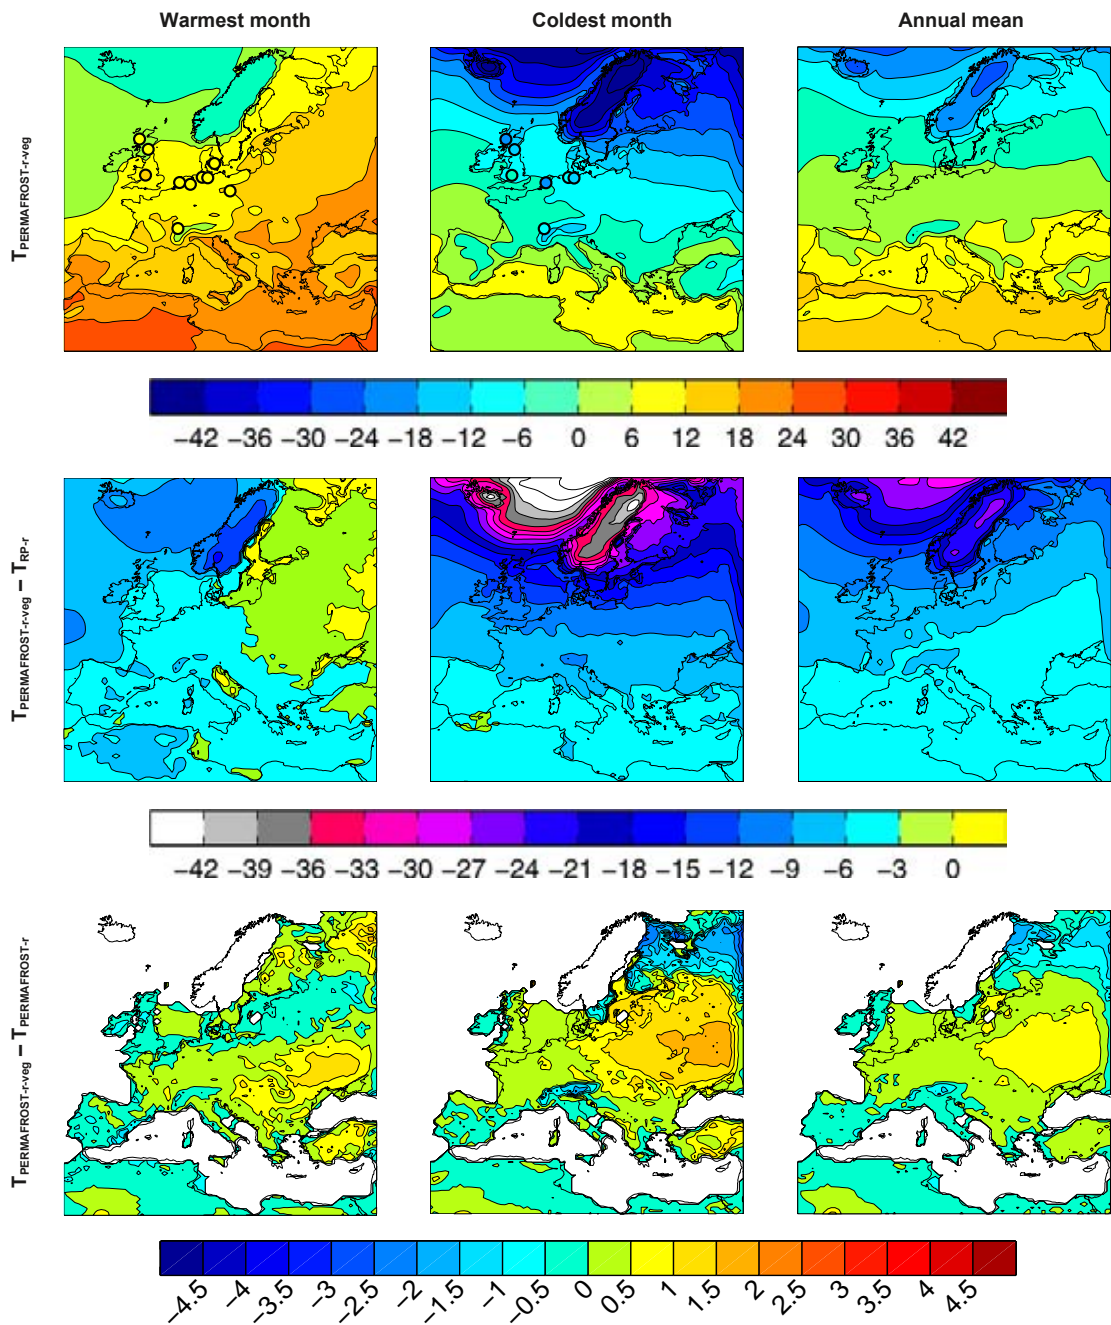 Warmest month Coldest month Annual mean
TPERMAFROST-r-veg
−42 −36 −30 −24 −18 −12 −6 0 6 12 18 24 30 36 42
TPERMAFROST-r-veg − TRP-r
−42 −39 −36 −33 −30 −27 −24 −21 −18 −15 −12 −9 −6 −3 0
TPERMAFROST-r-veg − TPERMAFROST-r
−4.5 −4 −3.5 −3 −2.5 −2 −1.5 −1 −0.5 0 0.5 1 1.5 2 2.5 3 3.5 4 4.5